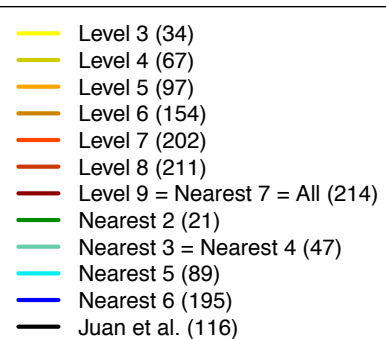 Level 3 (34)
Level 4 (67)
Level 5 (97)
Level 6 (154)
Level 7 (202)
Level 8 (211)
Level 9 = Nearest 7 = All (214)
Nearest 2 (21)
Nearest 3 = Nearest 4 (47)
Nearest 5 (89)
Nearest 6 (195)
Juan et al. (116)